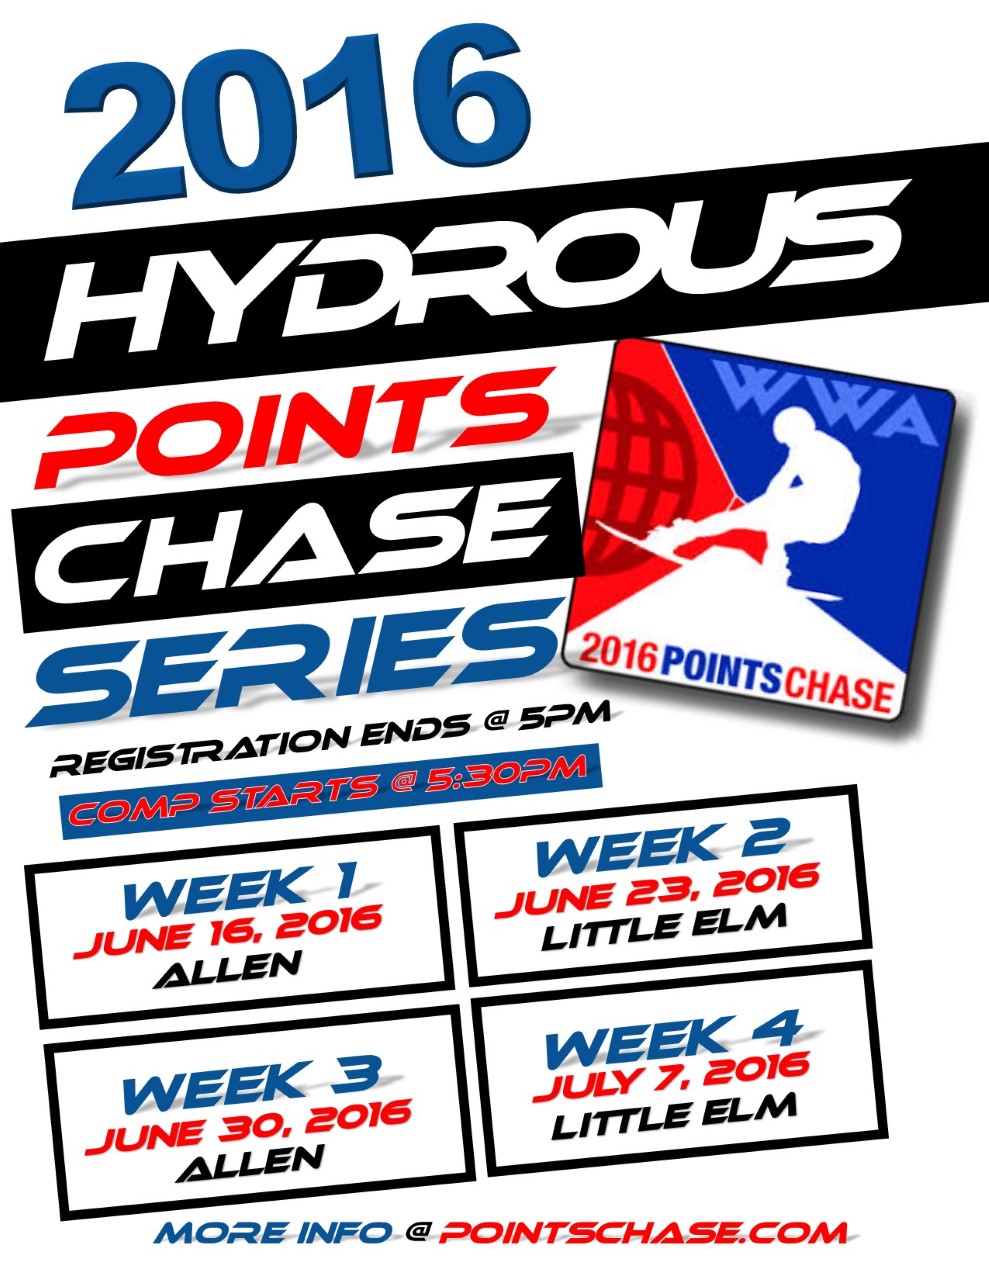 2016
HYDROUS
POINTS
CHASE
SERIES
WWA
2016 POINTS CHASE
REGISTRATION ENDS @ 5PM
COMP STARTS @ 5:30PM
WEEK 1
JUNE 16, 2016
ALLEN
WEEK 2
JUNE 23, 2016
LITTLE ELM
WEEK 3
JUNE 30, 2016
ALLEN
WEEK 4
JULY 7, 2016
LITTLE ELM
MORE INFO @ POINTSCHASE.COM